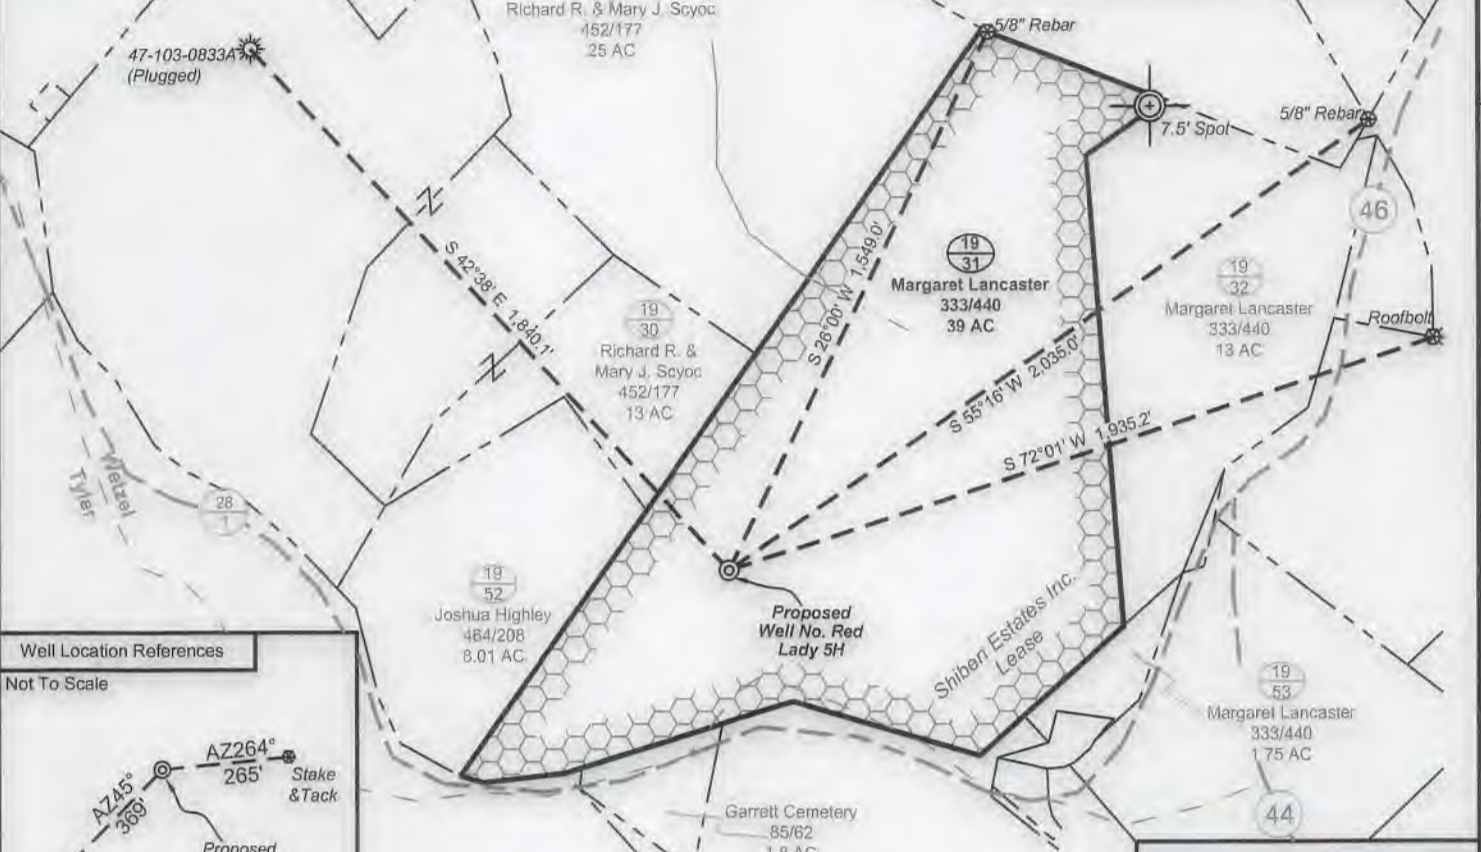 Richard R. & Mary J. Scyoc
452/177
25 AC
47-103-0833A
(Plugged)
5/8" Rebar
7.5' Spot
5/8" Rebar
46
S 42°38' E 1,840.1'
S 26°00' W 1,549.0'
19
31
Margaret Lancaster
333/440
39 AC
19
32
Margaret Lancaster
333/440
13 AC
Roofbolt
19
30
Richard R. &
Mary J. Scyoc
452/177
13 AC
S 55°16' W 2,035.0'
S 72°01' W 1,935.2'
Wetzel
Tyler
28
1
19
52
Joshua Highley
464/208
8.01 AC
Proposed
Well No. Red
Lady 5H
Shiben Estates Inc.
Lease
19
53
Margaret Lancaster
333/440
1.75 AC
44
Garrett Cemetery
85/62
1.8 AC
Well Location References
Not To Scale
AZ264°
265'
Stake
&Tack
AZ45°
369'
Proposed